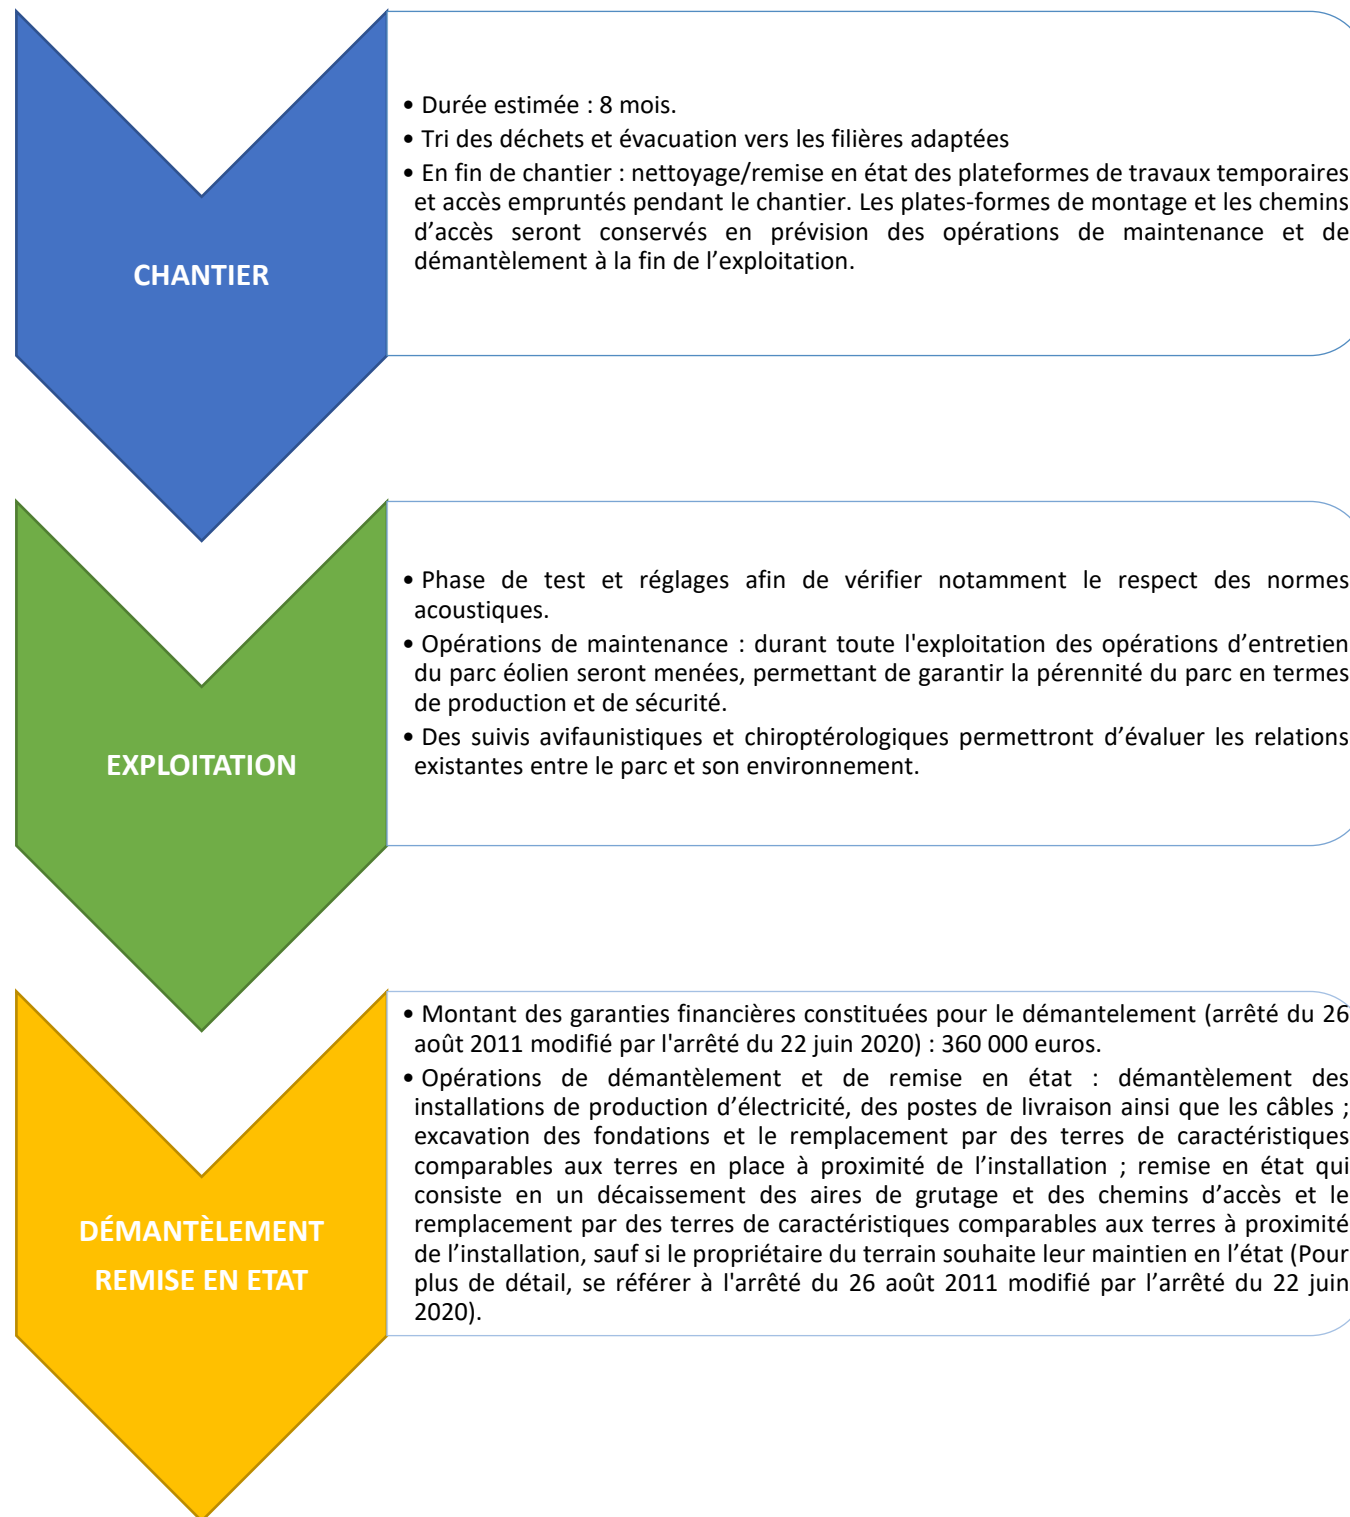 CHANTIER
• Durée estimée : 8 mois.
• Tri des déchets et évacuation vers les filières adaptées
• En fin de chantier : nettoyage/remise en état des plateformes de travaux temporaires
et accès empruntés pendant le chantier. Les plates-formes de montage et les chemins
d’accès seront conservés en prévision des opérations de maintenance et de
démantèlement à la fin de l’exploitation.
EXPLOITATION
• Phase de test et réglages afin de vérifier notamment le respect des normes
acoustiques.
• Opérations de maintenance : durant toute l'exploitation des opérations d’entretien
du parc éolien seront menées, permettant de garantir la pérennité du parc en termes
de production et de sécurité.
• Des suivis avifaunistiques et chiroptérologiques permettront d’évaluer les relations
existantes entre le parc et son environnement.
DÉMANTÈLEMENT
REMISE EN ETAT
• Montant des garanties financières constituées pour le démantelement (arrêté du 26
août 2011 modifié par l'arrêté du 22 juin 2020) : 360 000 euros.
• Opérations de démantèlement et de remise en état : démantèlement des
installations de production d’électricité, des postes de livraison ainsi que les câbles ;
excavation des fondations et le remplacement par des terres de caractéristiques
comparables aux terres en place à proximité de l’installation ; remise en état qui
consiste en un décaissement des aires de grutage et des chemins d’accès et le
remplacement par des terres de caractéristiques comparables aux terres à proximité
de l’installation, sauf si le propriétaire du terrain souhaite leur maintien en l’état (Pour
plus de détail, se référer à l'arrêté du 26 août 2011 modifié par l’arrêté du 22 juin
2020).